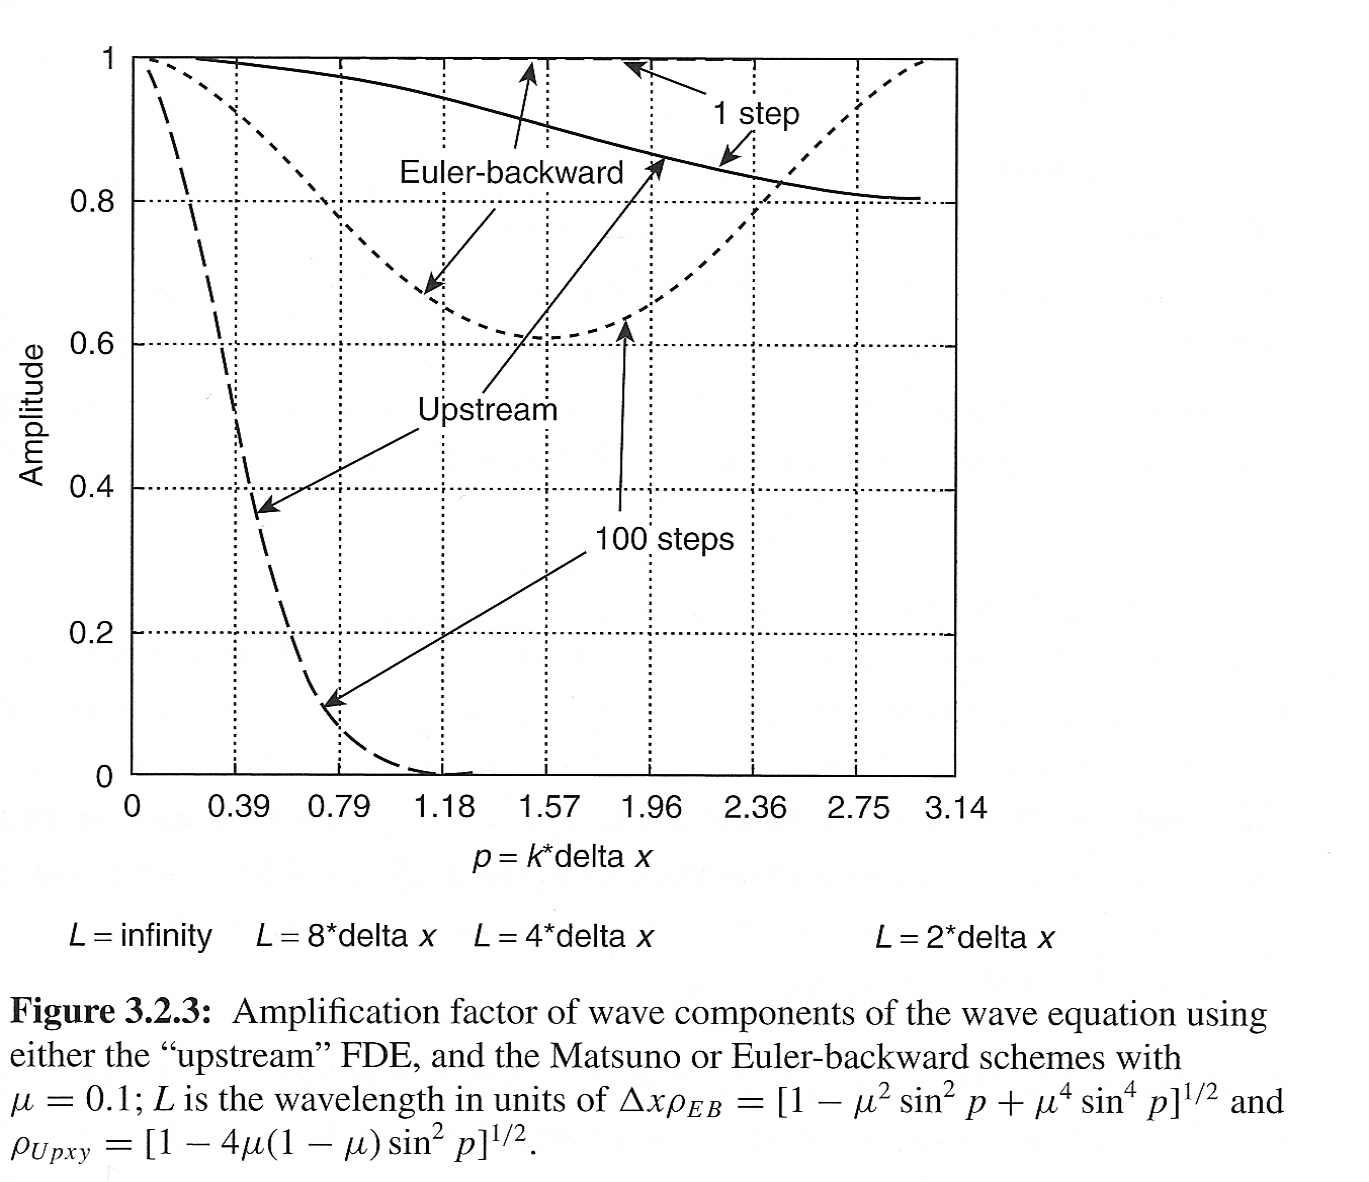 1
1 step
Euler-backward
0.8
0.6
Amplitude
Upstream
0.4
100 steps
0.2
0
0 0.39 0.79 1.18 1.57 1.96 2.36 2.75 3.14
p = k*delta x
L = infinity L = 8*delta x L = 4*delta x L = 2*delta x
Figure 3.2.3: Amplification factor of wave components of the wave equation using
either the “upstream” FDE, and the Matsuno or Euler-backward schemes with
μ = 0.1; L is the wavelength in units of Δxρ_EB = [1 − μ² sin² p + μ⁴ sin⁴ p]^1/2 and
ρ_Upxy = [1 − 4μ(1 − μ) sin² p]^1/2.